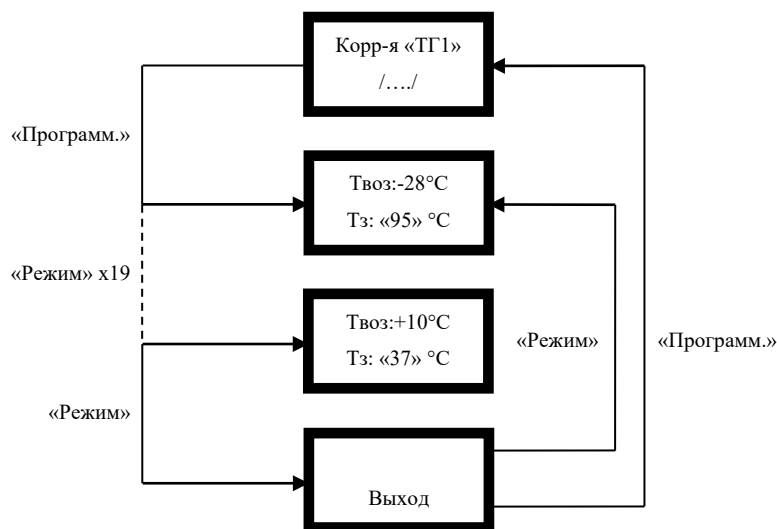 Корр-я «ТГ1»
/…./
«Программ.»
Твоз:-28°С
Тз: «95» °С
«Режим» х19
Твоз:+10°С
Тз: «37» °С
«Режим»
«Программ.»
«Режим»
Выход